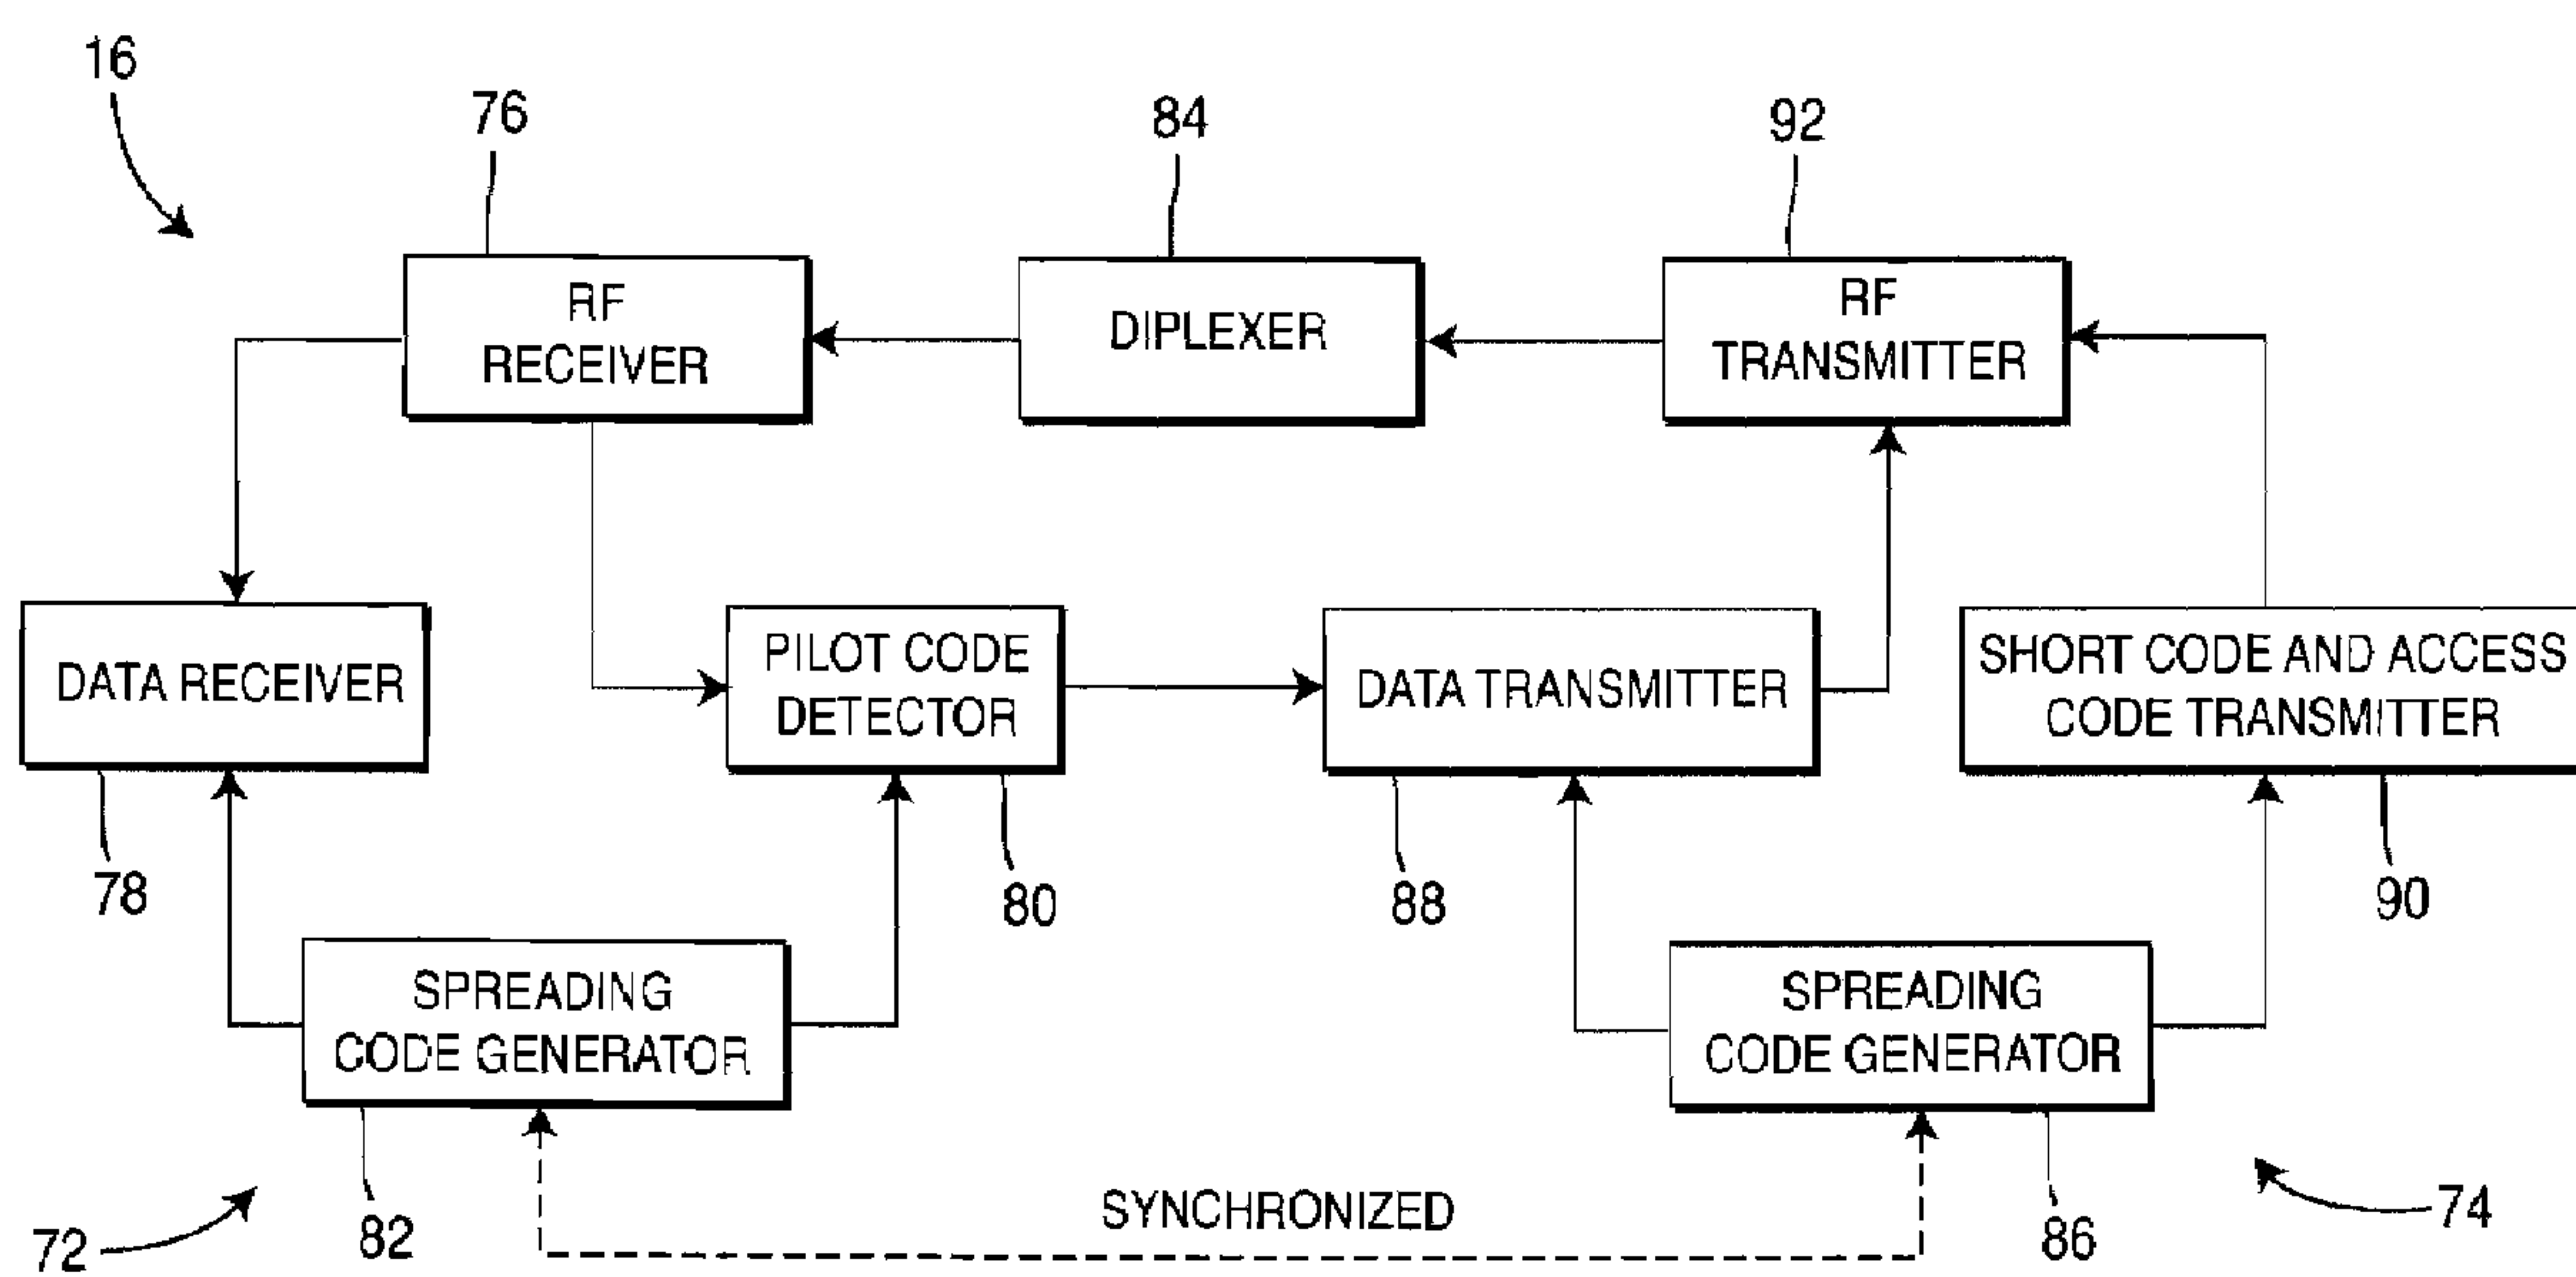 16
76
84
92
RF
RECEIVER
DIPLEXER
RF
TRANSMITTER
DATA RECEIVER
PILOT CODE
DETECTOR
DATA TRANSMITTER
SHORT CODE AND ACCESS
CODE TRANSMITTER
78
80
88
90
SPREADING
CODE GENERATOR
SPREADING
CODE GENERATOR
SYNCHRONIZED
72
82
86
74